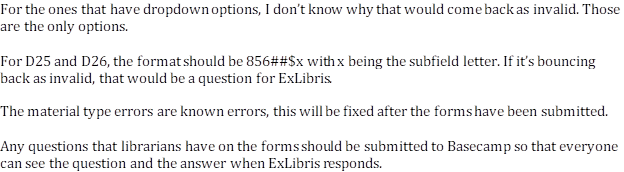 For the ones that have dropdown options, I don't know why that would come back as invalid. Those
are the only options.
For D25 and D26, the format should be 856##$x with x being the subfield letter. If it's bouncing
back as invalid, that would be a question for ExLibris.
The material type errors are known errors, this will be fixed after the forms have been submitted.
Any questions that librarians have on the forms should be submitted to Basecamp so that everyone
can see the question and the answer when ExLibris responds.